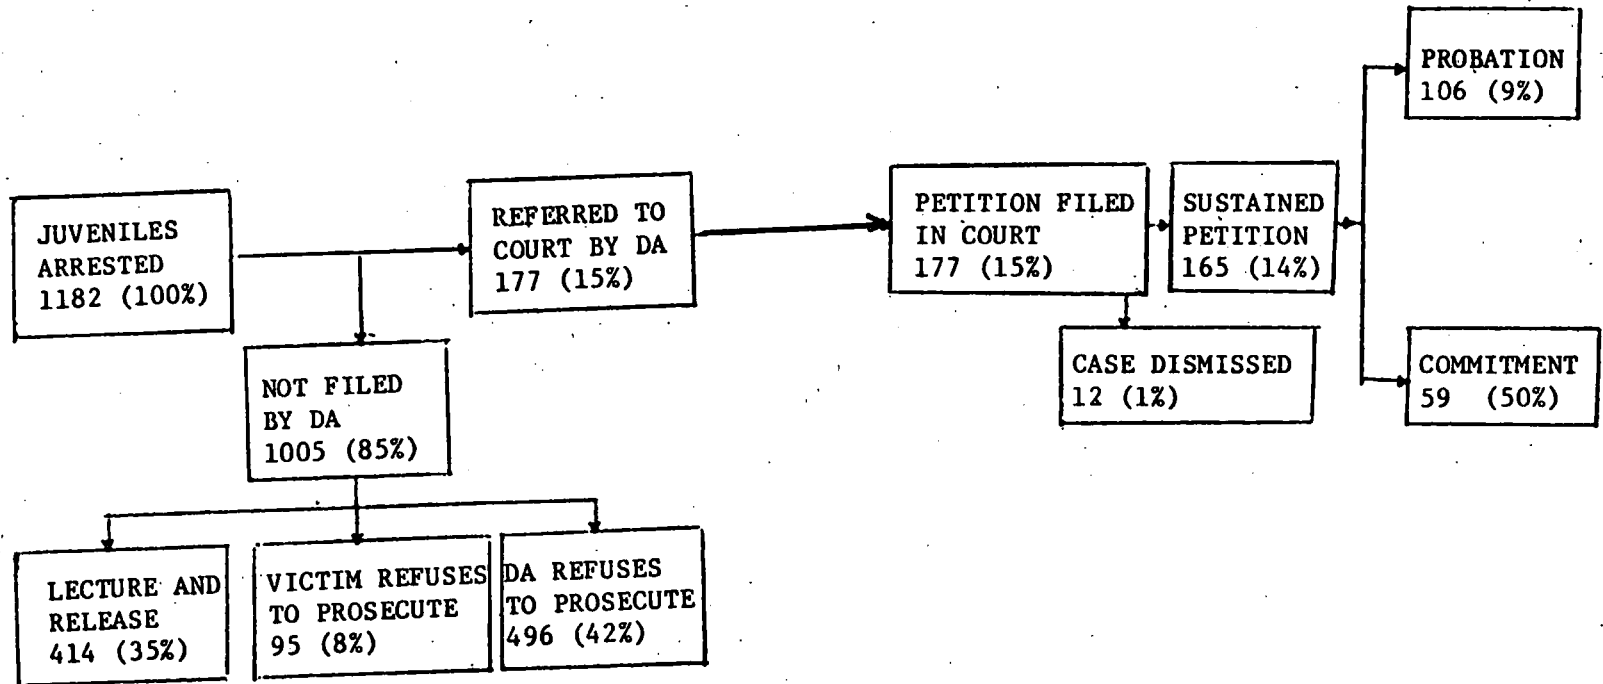 JUVENILES
ARRESTED
1182 (100%)
REFERRED TO
COURT BY DA
177 (15%)
PETITION FILED
IN COURT
177 (15%)
SUSTAINED
PETITION
165 (14%)
PROBATION
106 (9%)
COMMITMENT
59 (50%)
CASE DISMISSED
12 (1%)
NOT FILED
BY DA
1005 (85%)
LECTURE AND
RELEASE
414 (35%)
VICTIM REFUSES
TO PROSECUTE
95 (8%)
DA REFUSES
TO PROSECUTE
496 (42%)